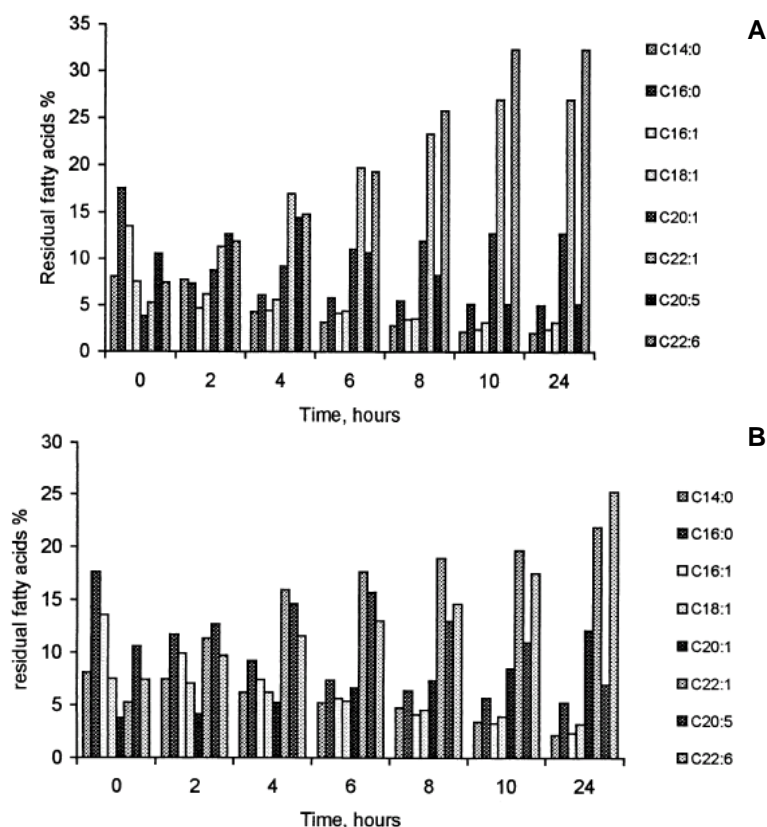 A
35
30
25
20
15
10
5
0
Residual fatty acids %
0 2 4 6 8 10 24
Time, hours
C14:0
C16:0
C16:1
C18:1
C20:1
C22:1
C20:5
C22:6
B
30
25
20
15
10
5
0
residual fatty acids %
0 2 4 6 8 10 24
Time, hours
C14:0
C16:0
C16:1
C18:1
C20:1
C22:1
C20:5
C22:6